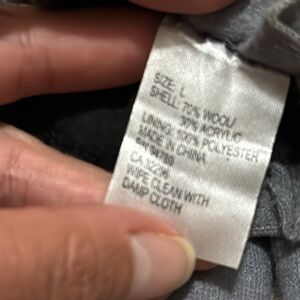 SIZE: L
SHELL: 70% WOOL/
30% ACRYLIC
LINING: 100% POLYESTER
MADE IN CHINA
RN
CA
WIPE CLEAN WITH
DAMP CLOTH